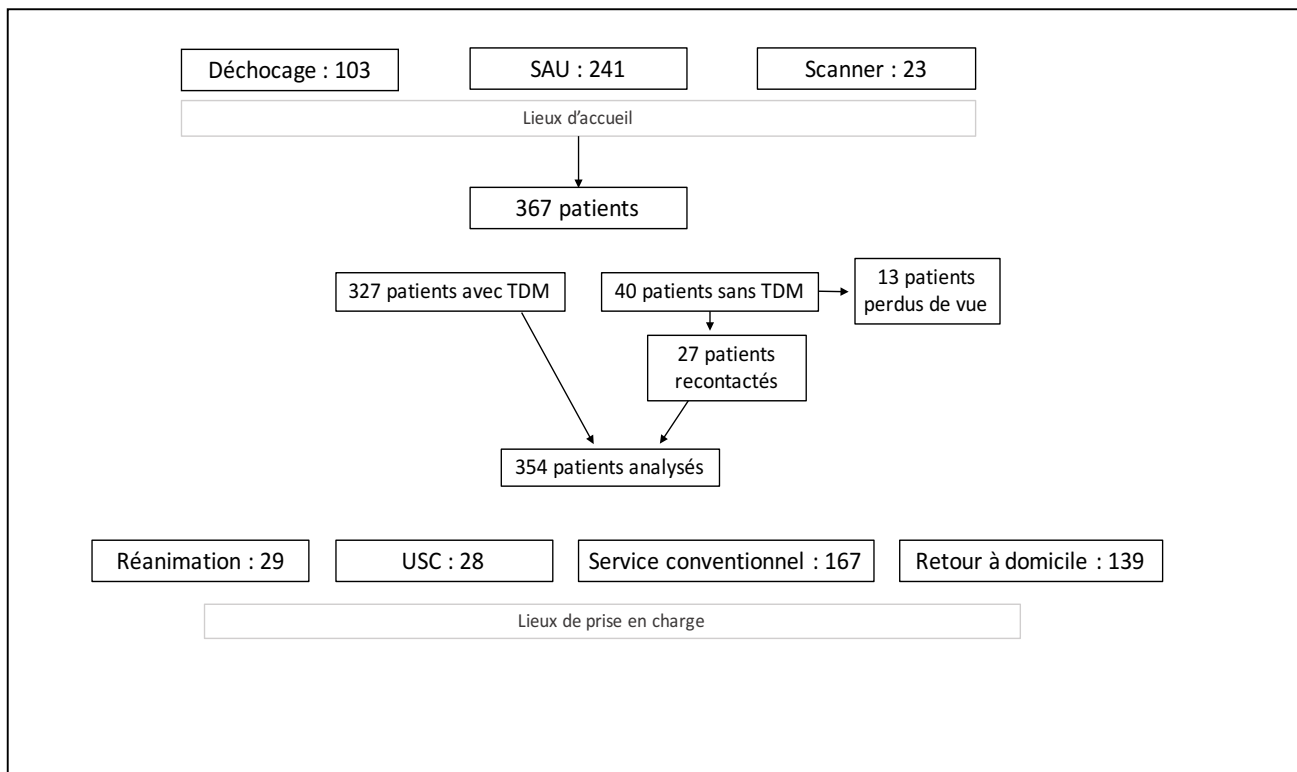 Déchocage : 103
SAU : 241
Scanner : 23
Lieux d'accueil
367 patients
327 patients avec TDM
40 patients sans TDM
13 patients
perdus de vue
27 patients
recontactés
354 patients analysés
Réanimation : 29
USC : 28
Service conventionnel : 167
Retour à domicile : 139
Lieux de prise en charge